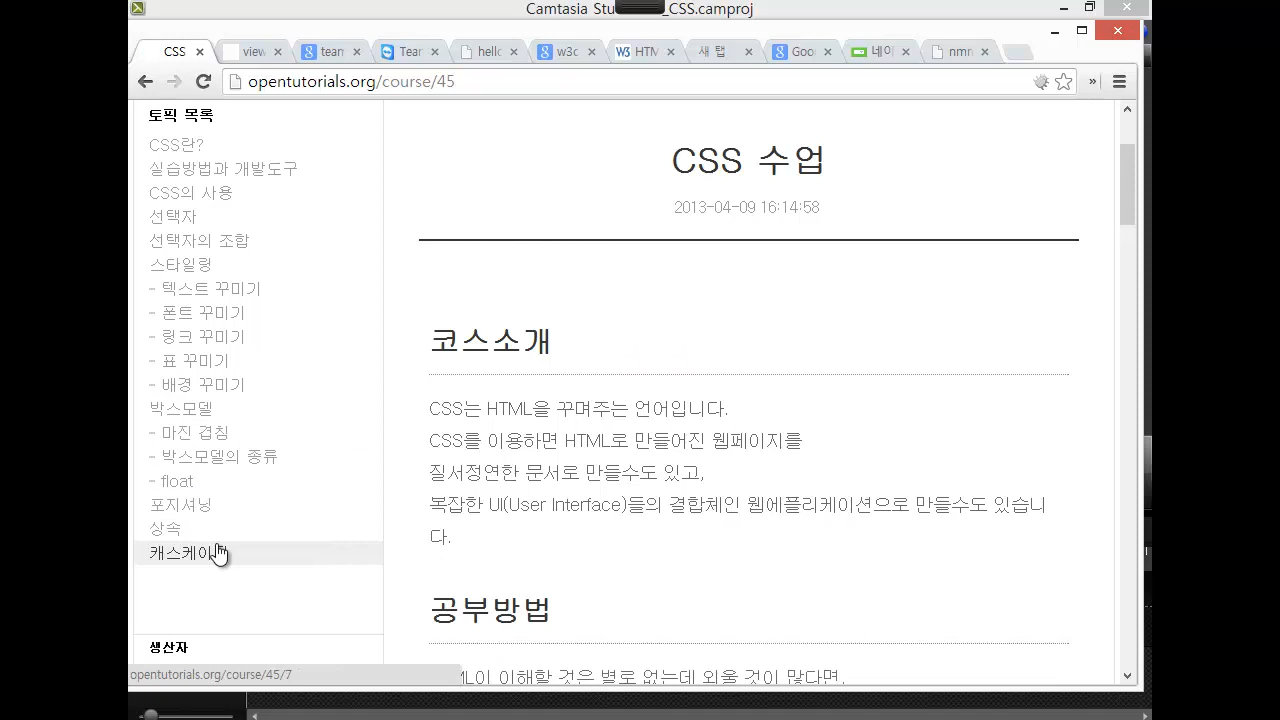 Camtasia Stu
_CSS.camproj
CSS
view
team
Team
hello
w3c
HTM
새 탭
Goo
네이
nmr
opentutorials.org/course/45
토픽 목록
CSS란?
실습방법과 개발도구
CSS의 사용
선택자
선택자의 조합
스타일링
- 텍스트 꾸미기
- 폰트 꾸미기
- 링크 꾸미기
- 표 꾸미기
- 배경 꾸미기
박스모델
- 마진 겹침
- 박스모델의 종류
- float
포지셔닝
상속
캐스케이
생산자
opentutorials.org/course/45/7
CSS 수업
2013-04-09 16:14:58
코스소개
CSS는 HTML을 꾸며주는 언어입니다.
CSS를 이용하면 HTML로 만들어진 웹페이지를
질서정연한 문서로 만들수도 있고,
복잡한 UI(User Interface)들의 결합체인 웹에플리케이션으로 만들수도 있습니
다.
공부방법
이 이해할 것은 별로 없는데 외울 것이 많다면,